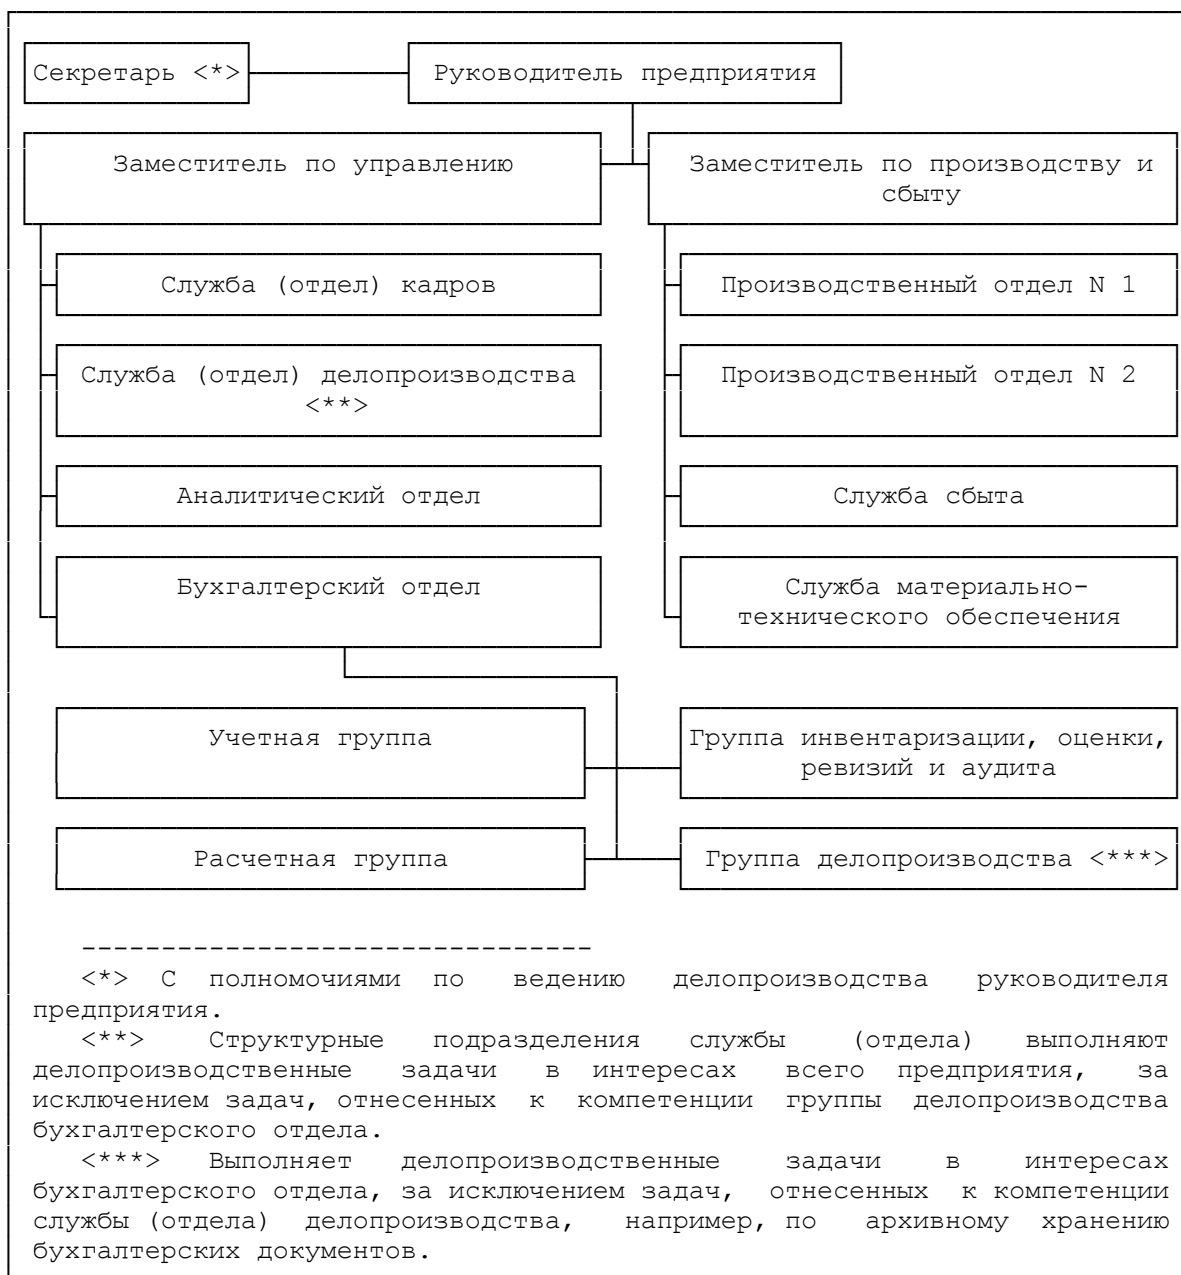 Секретарь <*>
Руководитель предприятия
Заместитель по управлению
Заместитель по производству и
сбыту
Служба (отдел) кадров
Производственный отдел N 1
Служба (отдел) делопроизводства
<**>
Производственный отдел N 2
Аналитический отдел
Служба сбыта
Бухгалтерский отдел
Служба материально-
технического обеспечения
Учетная группа
Группа инвентаризации, оценки,
ревизий и аудита
Расчетная группа
Группа делопроизводства <***>
--------------------------------
<*> С полномочиями по ведению делопроизводства руководителя
предприятия.
<**> Структурные подразделения службы (отдела) выполняют
делопроизводственные задачи в интересах всего предприятия, за
исключением задач, отнесенных к компетенции группы делопроизводства
бухгалтерского отдела.
<***> Выполняет делопроизводственные задачи в интересах
бухгалтерского отдела, за исключением задач, отнесенных к компетенции
службы (отдела) делопроизводства, например, по архивному хранению
бухгалтерских документов.